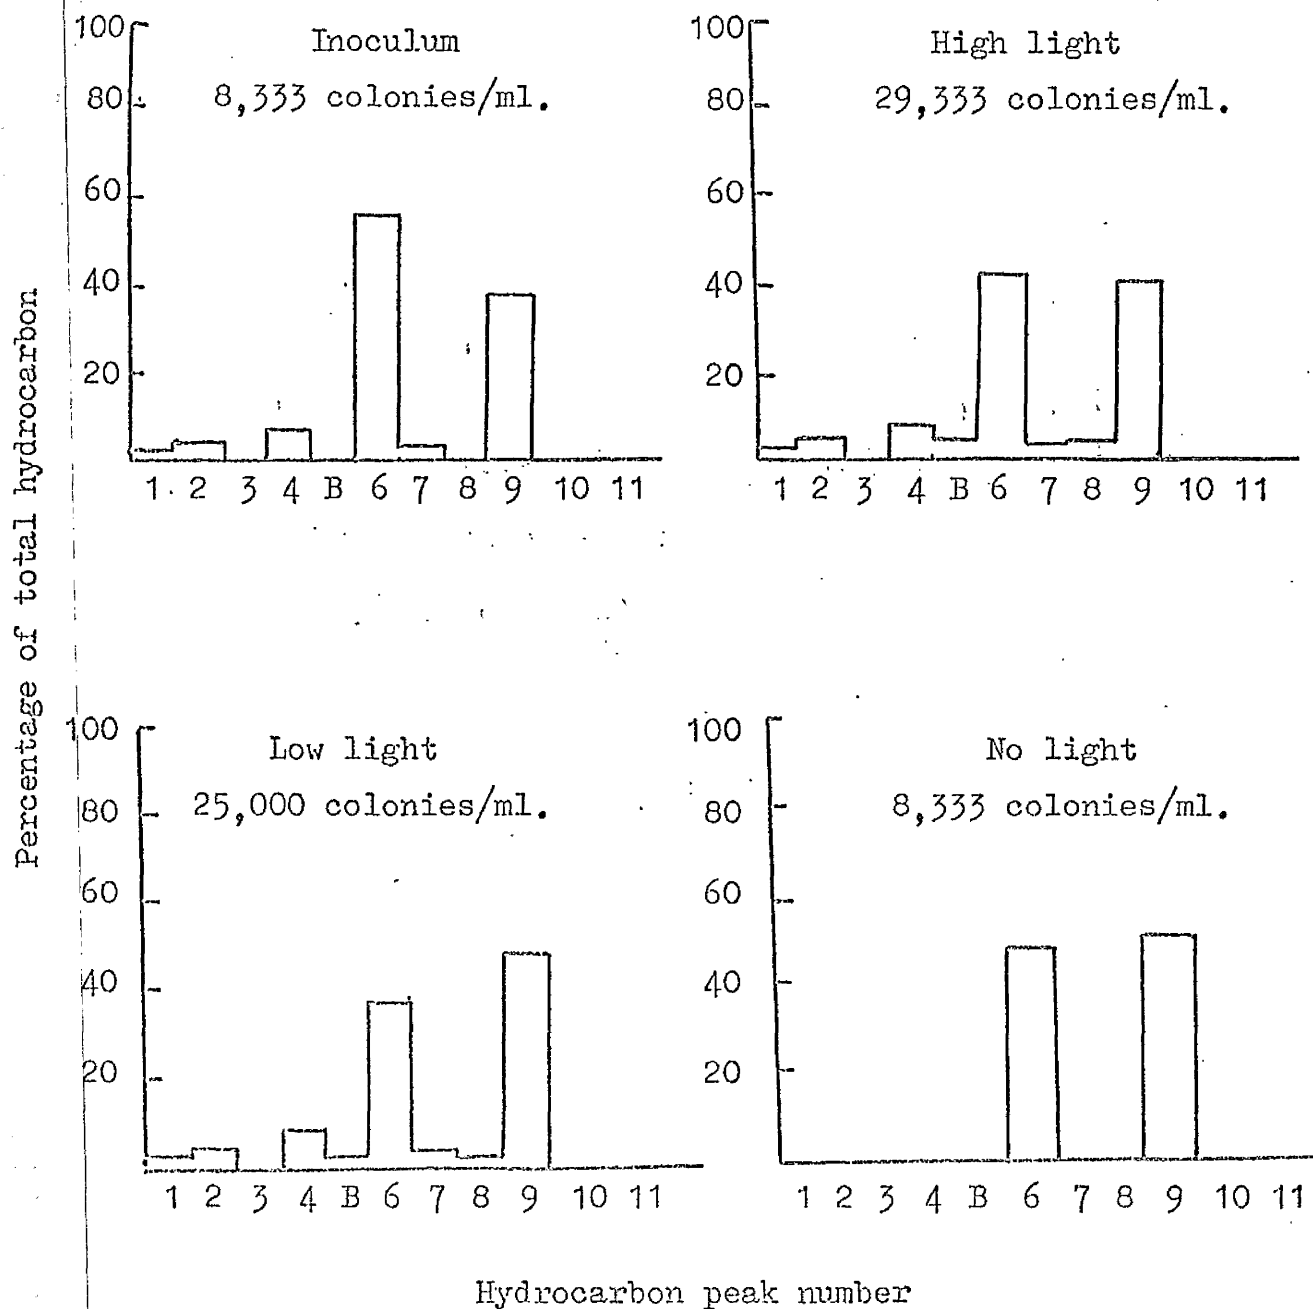 Percentage of total hydrocarbon
Inoculum
8,333 colonies/ml.
100
80
60
40
20
1 2 3 4 B 6 7 8 9 10 11
High light
29,333 colonies/ml.
100
80
60
40
20
1 2 3 4 B 6 7 8 9 10 11
Low light
25,000 colonies/ml.
100
80
60
40
20
1 2 3 4 B 6 7 8 9 10 11
No light
8,333 colonies/ml.
100
80
60
40
20
1 2 3 4 B 6 7 8 9 10 11
Hydrocarbon peak number